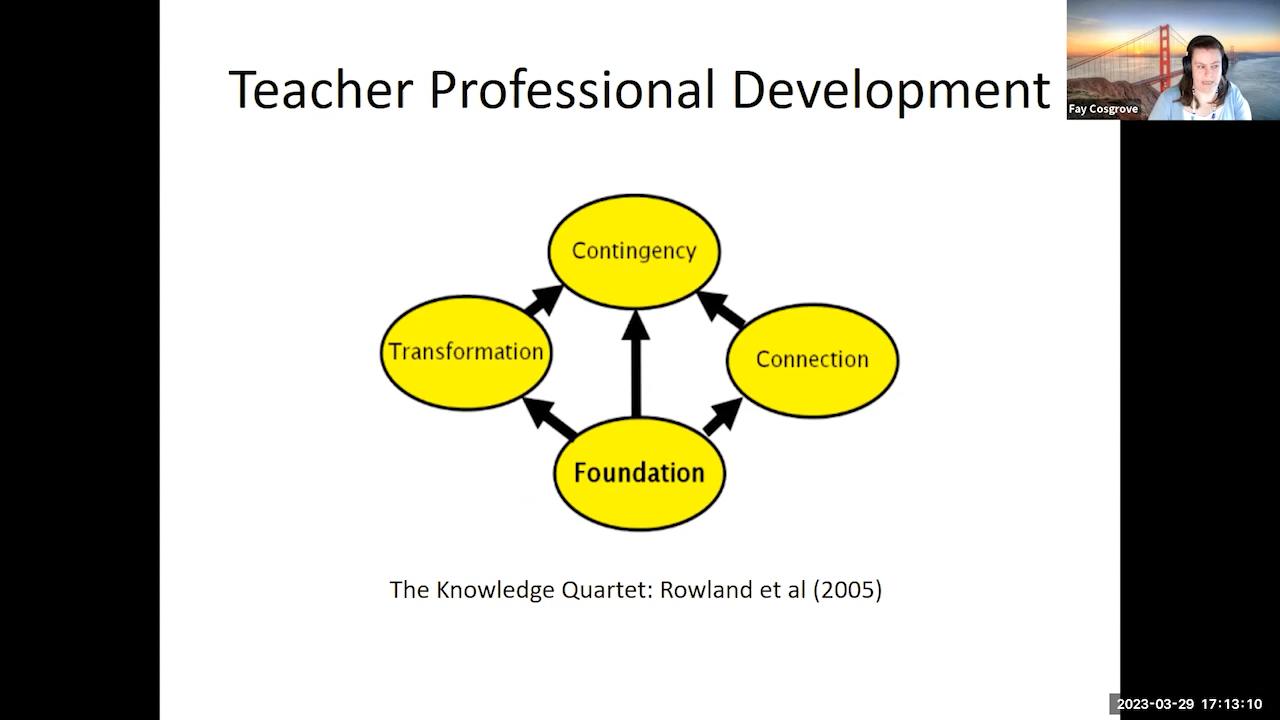 Teacher Professional Development
Fay Cosgrove
Contingency
Transformation
Connection
Foundation
The Knowledge Quartet: Rowland et al (2005)
2023-03-29 17:13:10